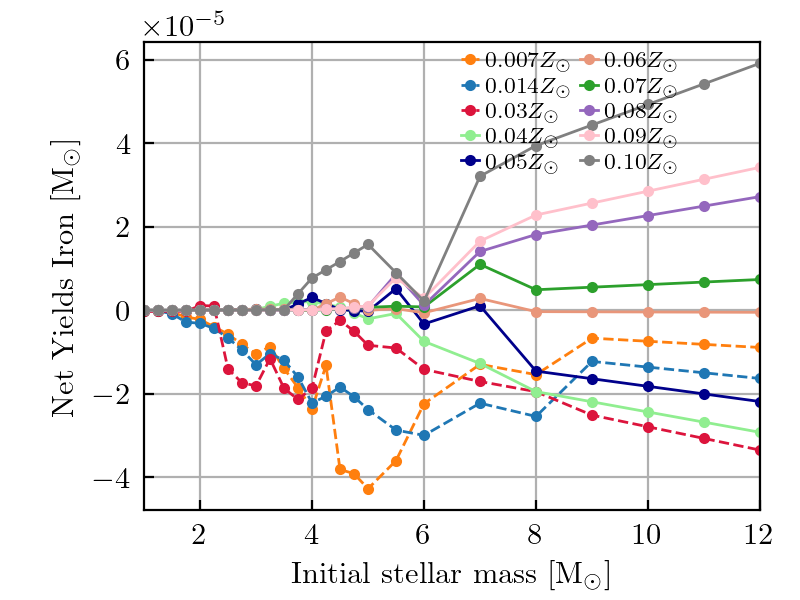 ×10⁻⁵
Net Yields Iron [M⊙]
6
4
2
0
−2
−4
0.007Z⊙ 0.06Z⊙
0.014Z⊙ 0.07Z⊙
0.03Z⊙ 0.08Z⊙
0.04Z⊙ 0.09Z⊙
0.05Z⊙ 0.10Z⊙
2 4 6 8 10 12
Initial stellar mass [M⊙]